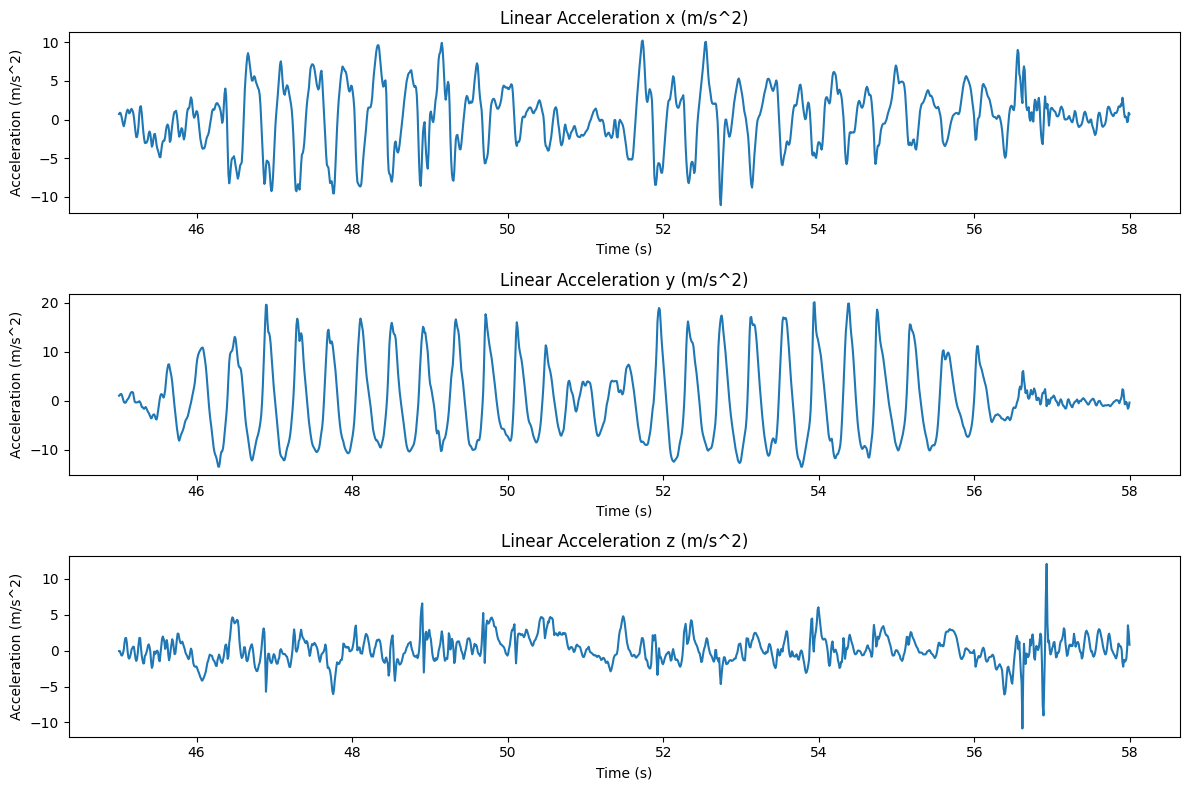 Linear Acceleration x (m/s^2)
Acceleration (m/s^2)
10
5
0
−5
−10
46 48 50 52 54 56 58
Time (s)
Linear Acceleration y (m/s^2)
Acceleration (m/s^2)
20
10
0
−10
46 48 50 52 54 56 58
Time (s)
Linear Acceleration z (m/s^2)
Acceleration (m/s^2)
10
5
0
−5
−10
46 48 50 52 54 56 58
Time (s)